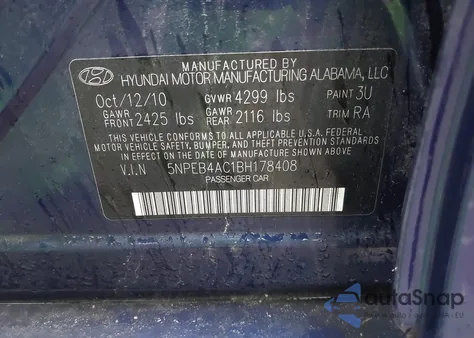 MANUFACTURED BY
HYUNDAI MOTOR MANUFACTURING ALABAMA, LLC
Oct/12/10 GVWR 4299 lbs PAINT 3U
GAWR FRONT 2425 lbs GAWR REAR 2116 lbs TRIM RA
THIS VEHICLE CONFORMS TO ALL APPLICABLE U.S.A. FEDERAL
MOTOR VEHICLE SAFETY, BUMPER, AND THEFT PREVENTION
STANDARDS IN EFFECT ON THE DATE OF MANUFACTURE SHOWN ABOVE.
V.I.N 5NPEB4AC1BH178408
PASSENGER CAR
AutoSnap